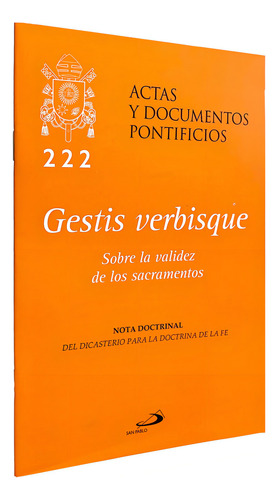 ACTAS
Y DOCUMENTOS
PONTIFICIOS
222
Gestis verbisque
Sobre la validez
de los sacramentos
NOTA DOCTRINAL
DEL DICASTERIO PARA LA DOCTRINA DE LA FE
SAN PABLO